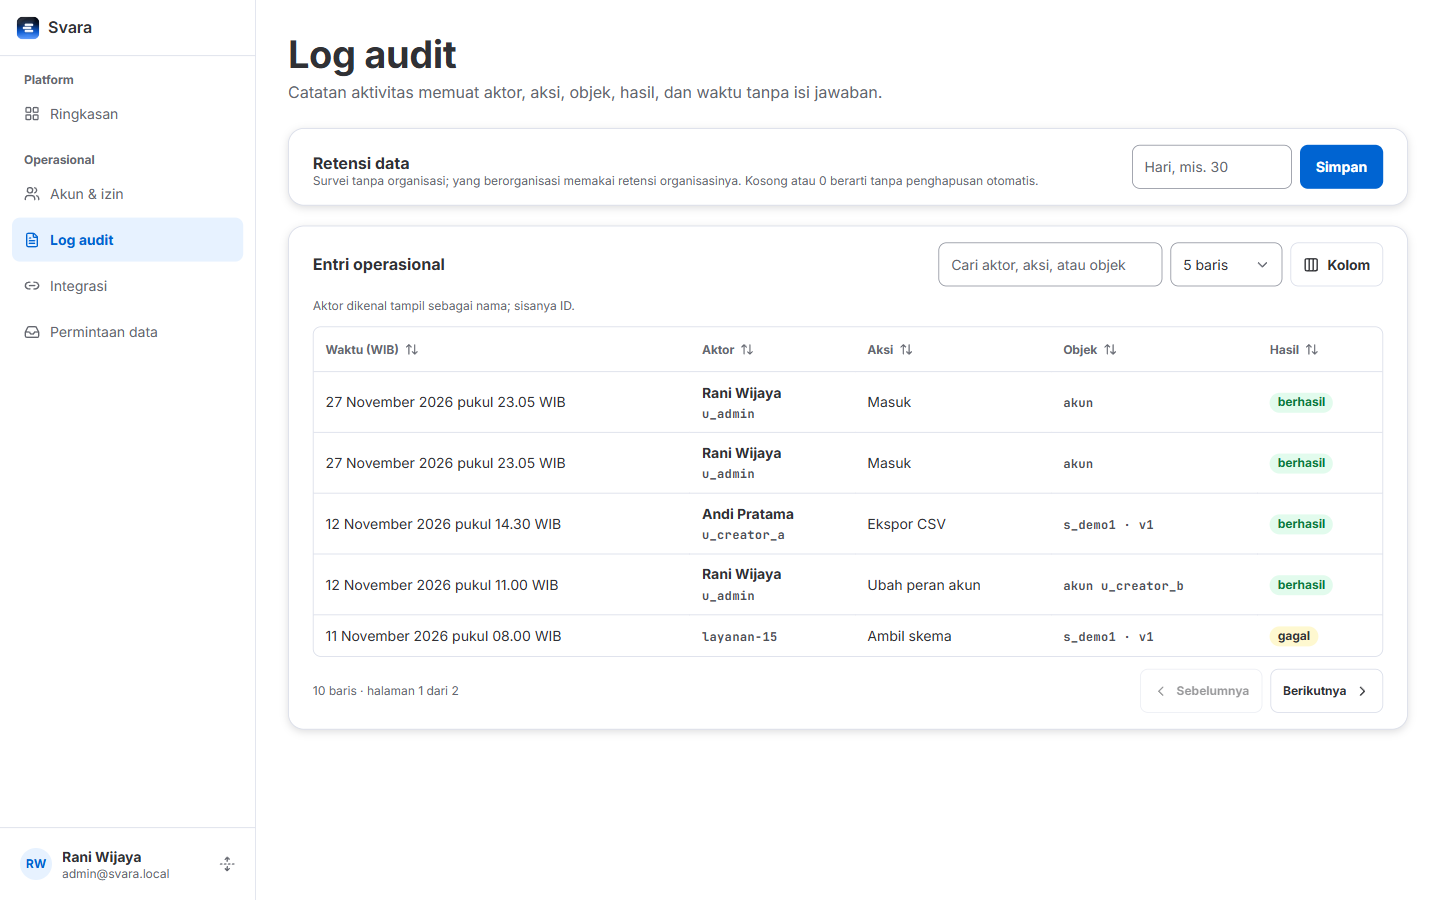 Svara
Platform
Ringkasan
Operasional
Akun & izin
Log audit
Integrasi
Permintaan data
RW
Rani Wijaya
admin@svara.local
Log audit
Catatan aktivitas memuat aktor, aksi, objek, hasil, dan waktu tanpa isi jawaban.
Retensi data
Survei tanpa organisasi; yang berorganisasi memakai retensi organisasinya. Kosong atau 0 berarti tanpa penghapusan otomatis.
Hari, mis. 30
Simpan
Entri operasional
Cari aktor, aksi, atau objek
5 baris
Kolom
Aktor dikenal tampil sebagai nama; sisanya ID.
Waktu (WIB) Aktor Aksi Objek Hasil
27 November 2026 pukul 23.05 WIB Rani Wijaya u_admin Masuk akun berhasil
27 November 2026 pukul 23.05 WIB Rani Wijaya u_admin Masuk akun berhasil
12 November 2026 pukul 14.30 WIB Andi Pratama u_creator_a Ekspor CSV s_demo1 · v1 berhasil
12 November 2026 pukul 11.00 WIB Rani Wijaya u_admin Ubah peran akun akun u_creator_b berhasil
11 November 2026 pukul 08.00 WIB layanan-15 Ambil skema s_demo1 · v1 gagal
10 baris · halaman 1 dari 2
Sebelumnya
Berikutnya